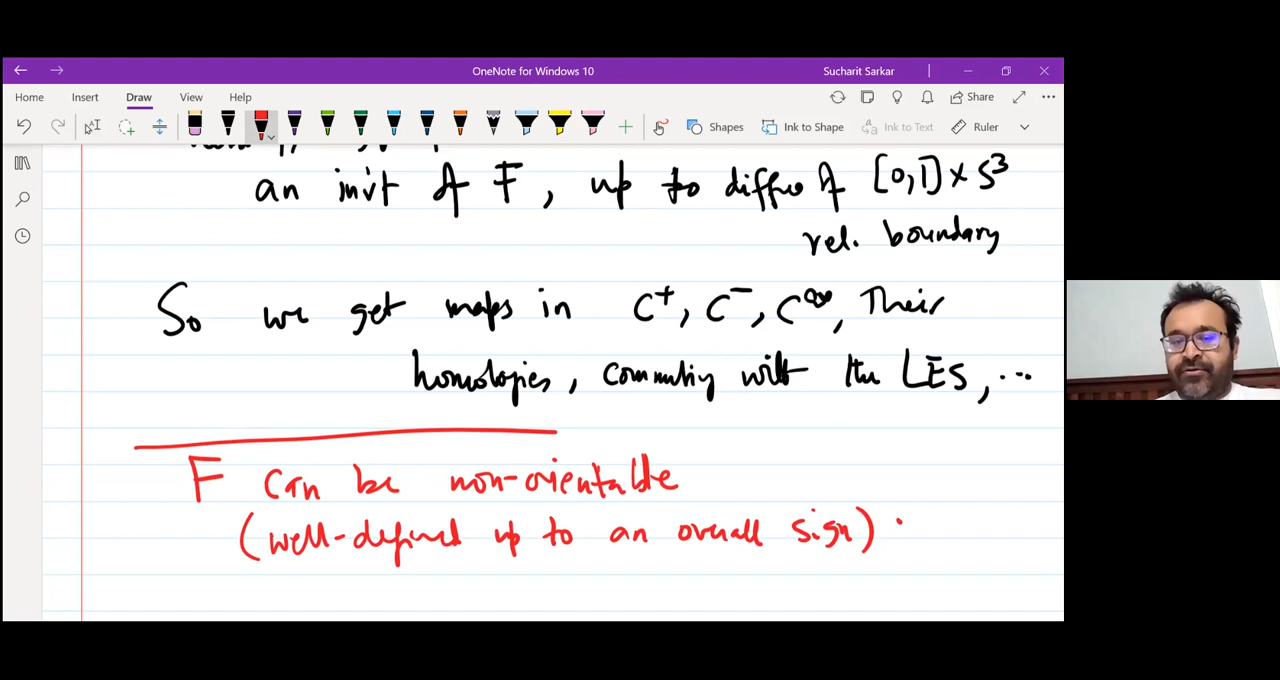 OneNote for Windows 10
Sucharit Sarkar
Home Insert Draw View Help
Share
Shapes Ink to Shape Ink to Text Ruler
an invt of F, up to diffeo of [0,1] × S³
rel. boundary
So we get maps in C⁺, C⁻, C^∞, Their
homologies, commuting with the LES, ...
F can be non-orientable
(well-defined up to an overall sign).